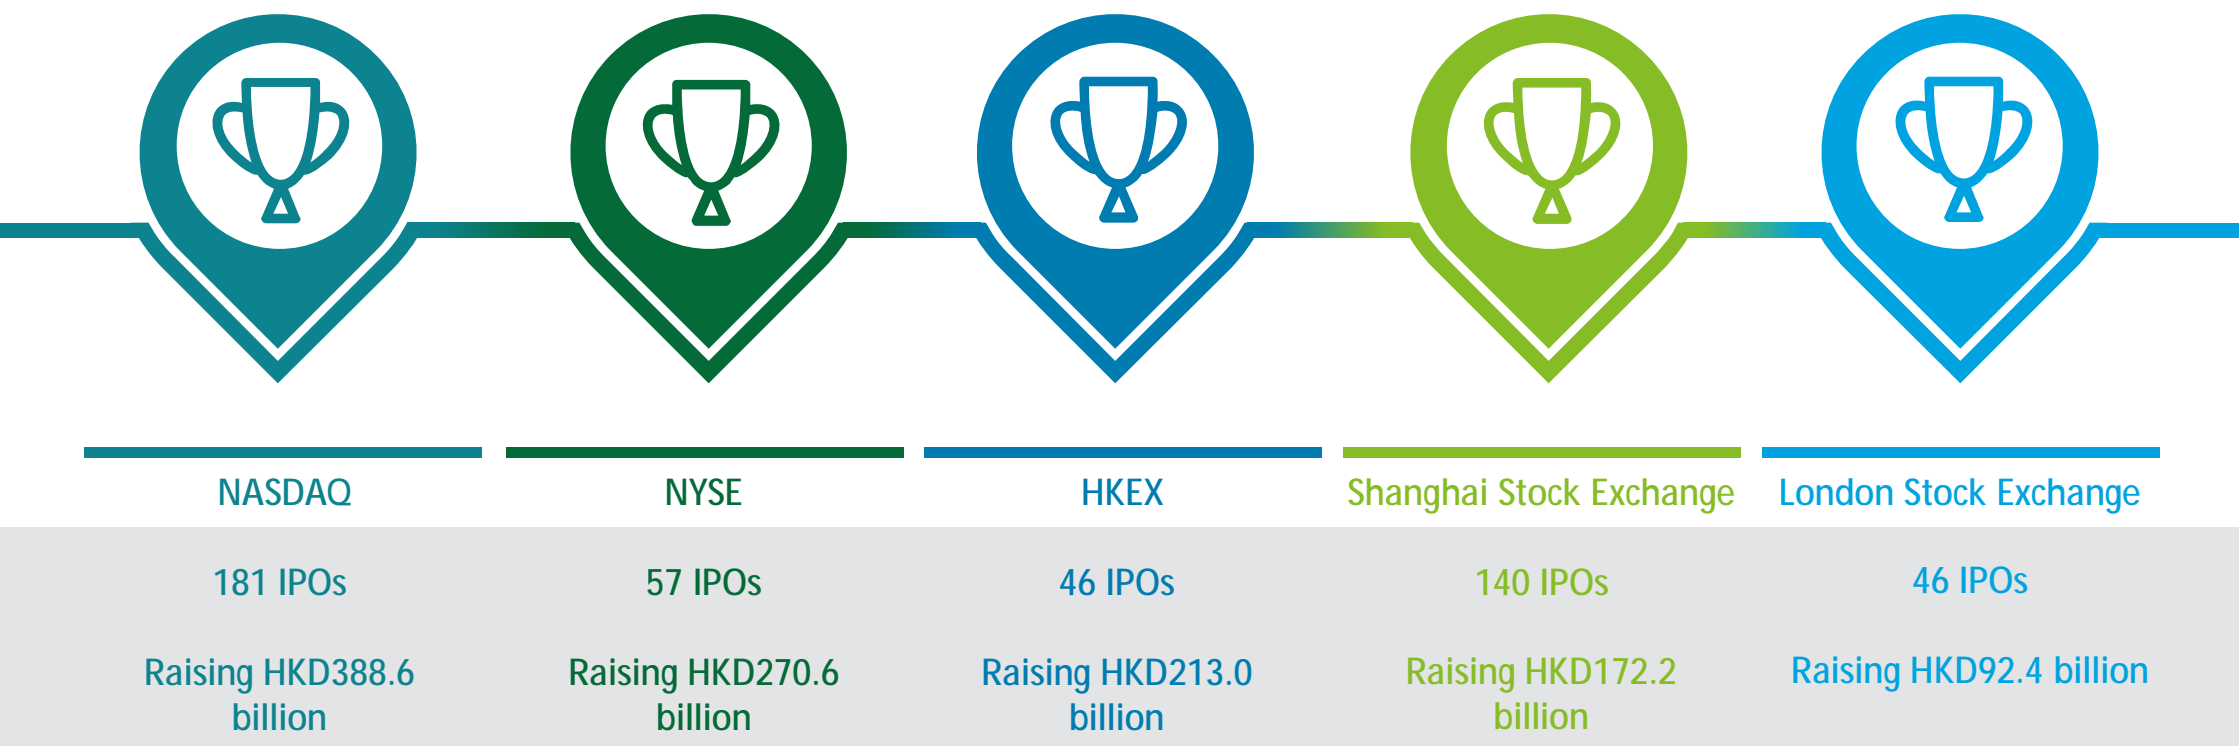 NASDAQ
NYSE
HKEX
Shanghai Stock Exchange
London Stock Exchange
181 IPOs
57 IPOs
46 IPOs
140 IPOs
46 IPOs
Raising HKD388.6
billion
Raising HKD270.6
billion
Raising HKD213.0
billion
Raising HKD172.2
billion
Raising HKD92.4 billion